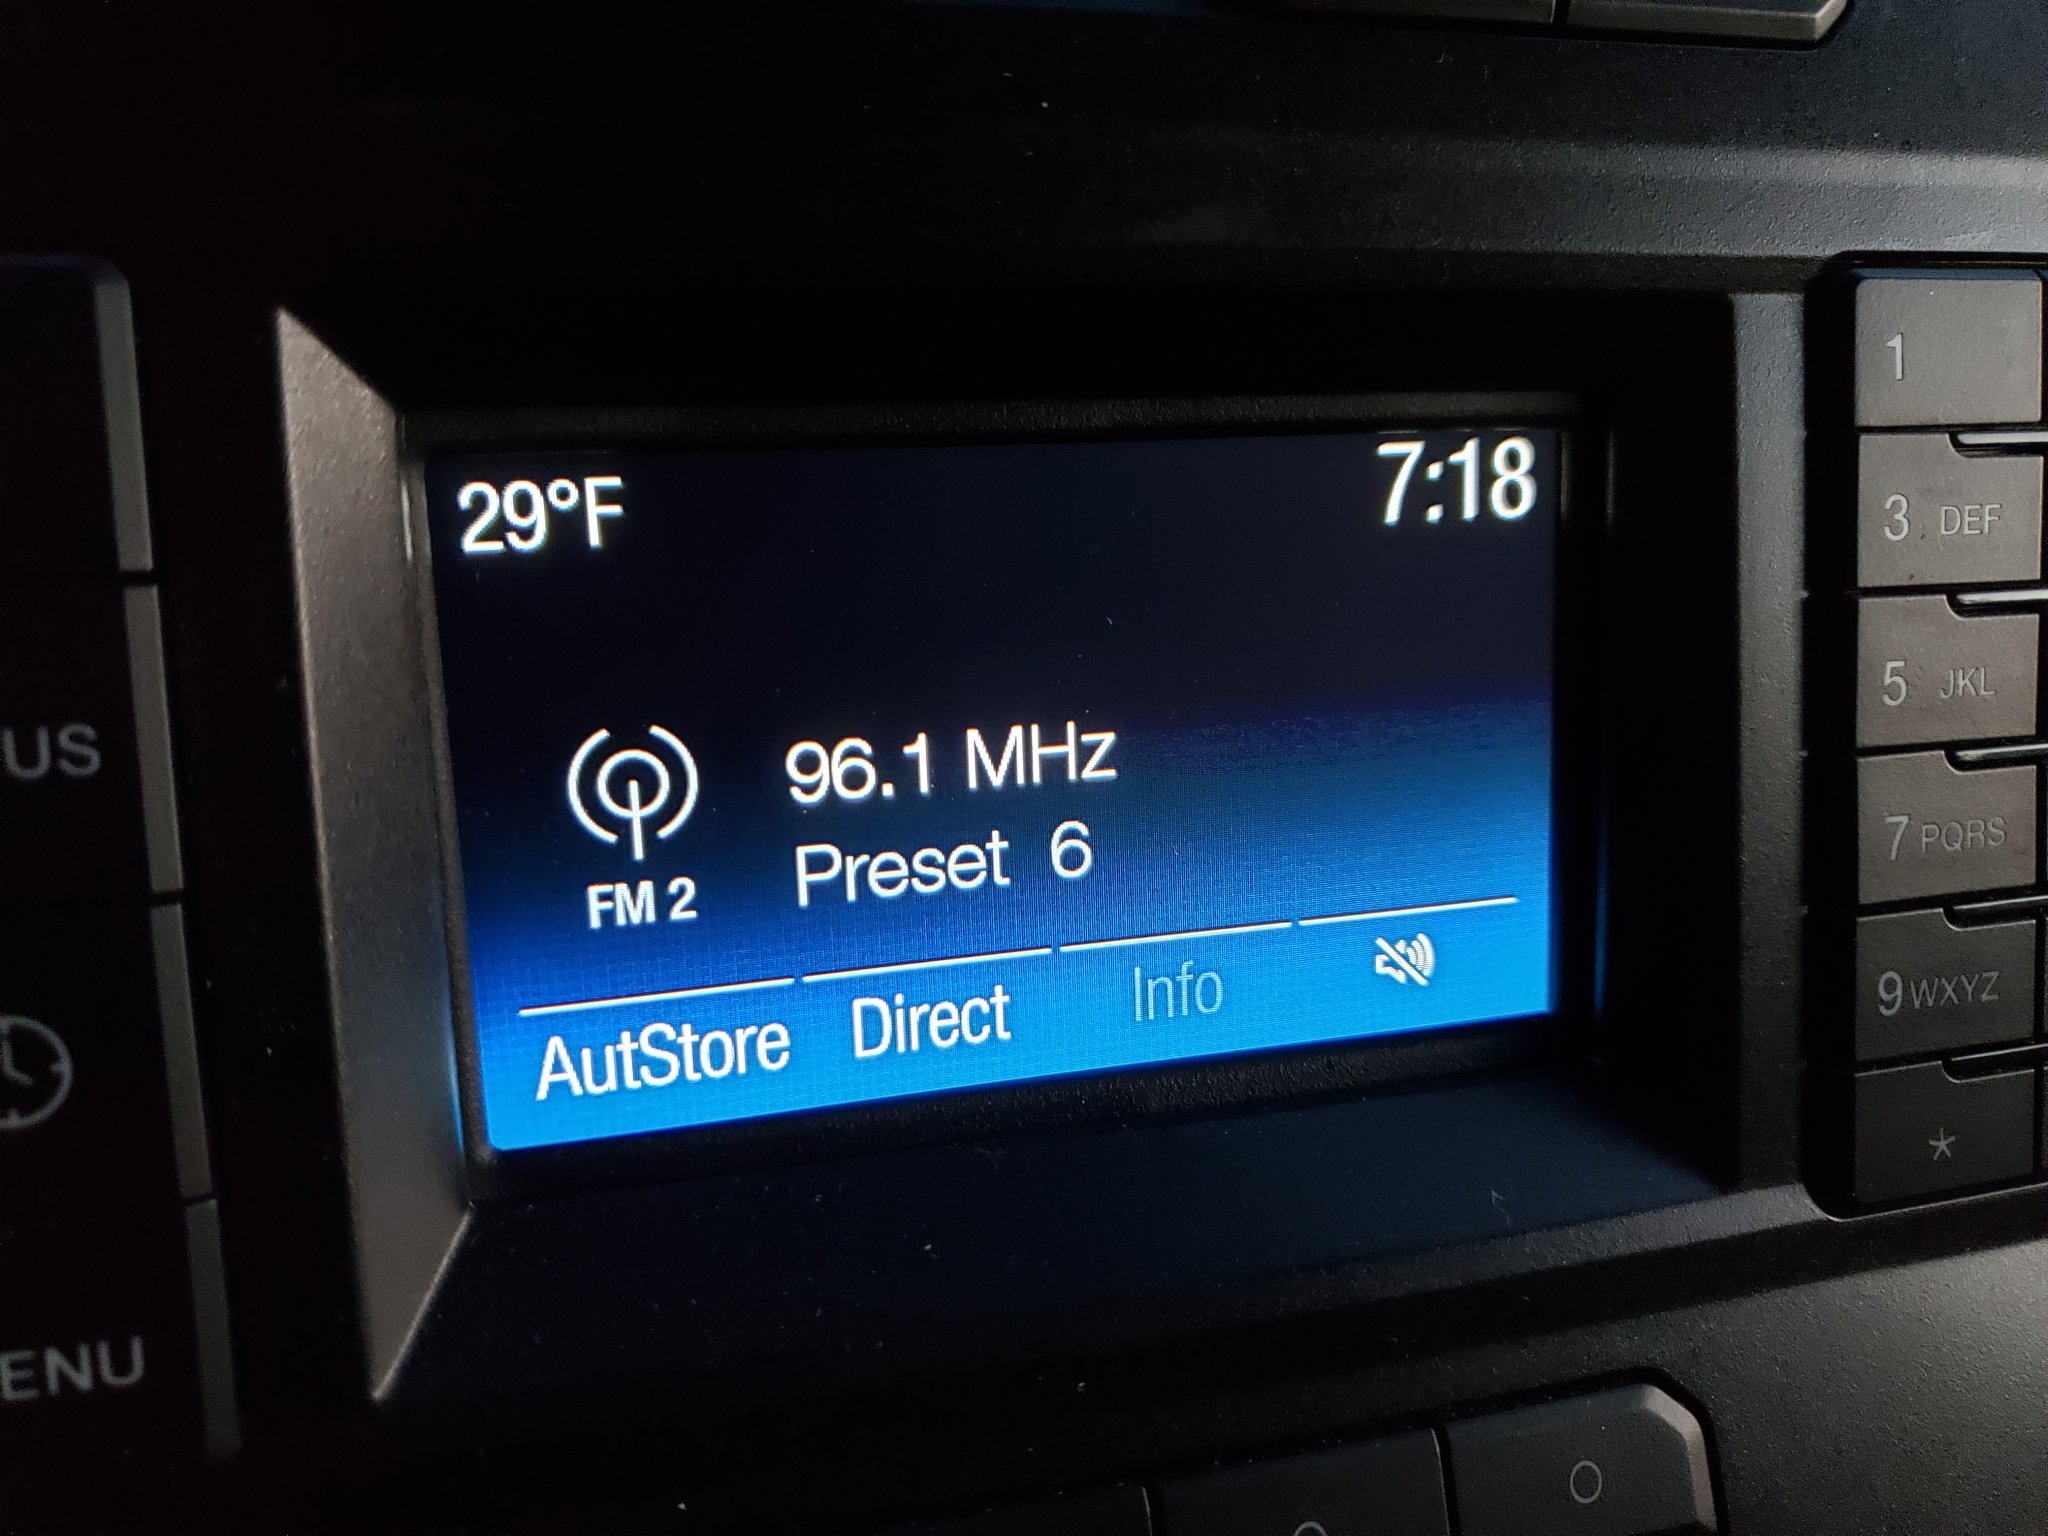 29°F 7:18
96.1 MHz
Preset 6
FM 2
AutStore Direct Info
1
3 DEF
5 JKL
7 PQRS
9 WXYZ
*
US
ENU